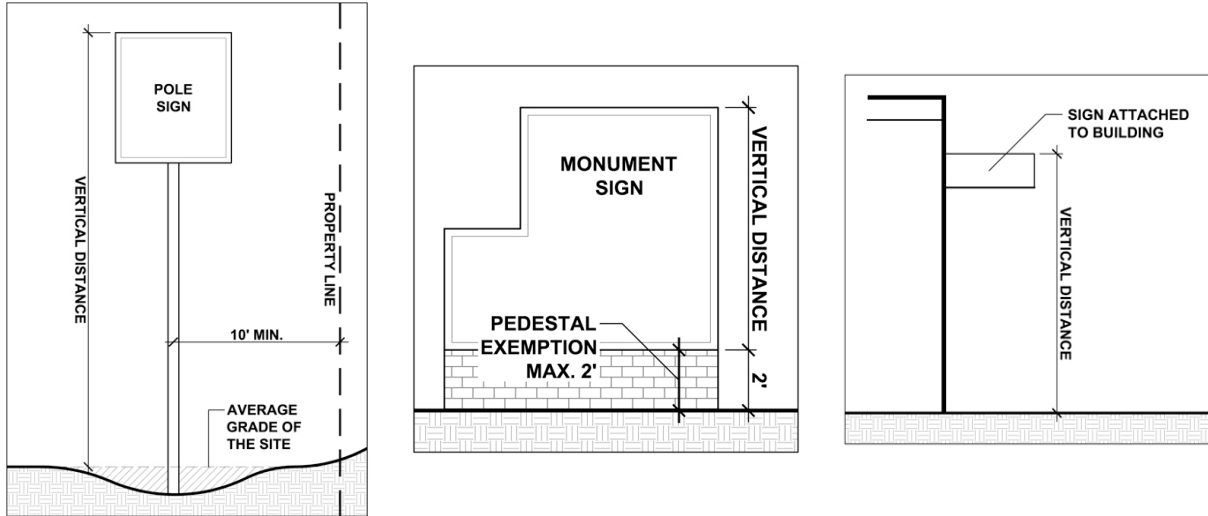 POLE
SIGN
VERTICAL DISTANCE
PROPERTY LINE
10' MIN.
AVERAGE
GRADE OF
THE SITE
MONUMENT
SIGN
VERTICAL DISTANCE
PEDESTAL
EXEMPTION
MAX. 2'
2'
SIGN ATTACHED
TO BUILDING
VERTICAL DISTANCE